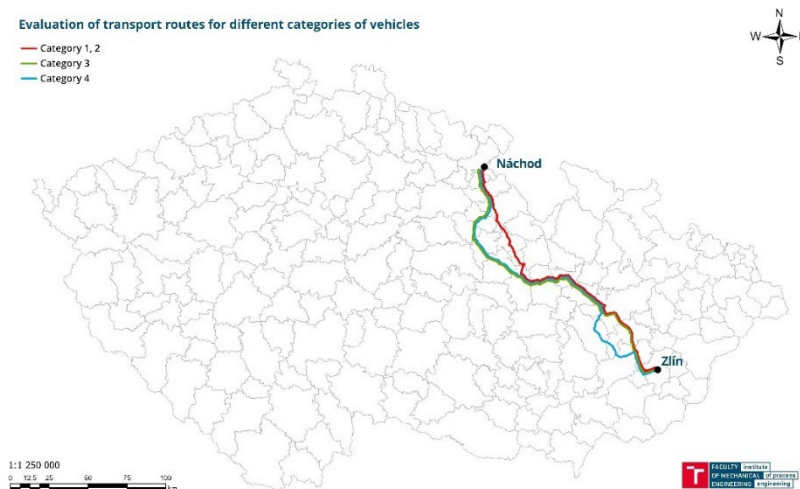 Evaluation of transport routes for different categories of vehicles
Category 1, 2
Category 3
Category 4
N
W
S
Náchod
Zlín
1:1 250 000
0 12.5 25 50 75 100
km
T
FACULTY institute
OF MECHANICAL of process
ENGINEERING engineering